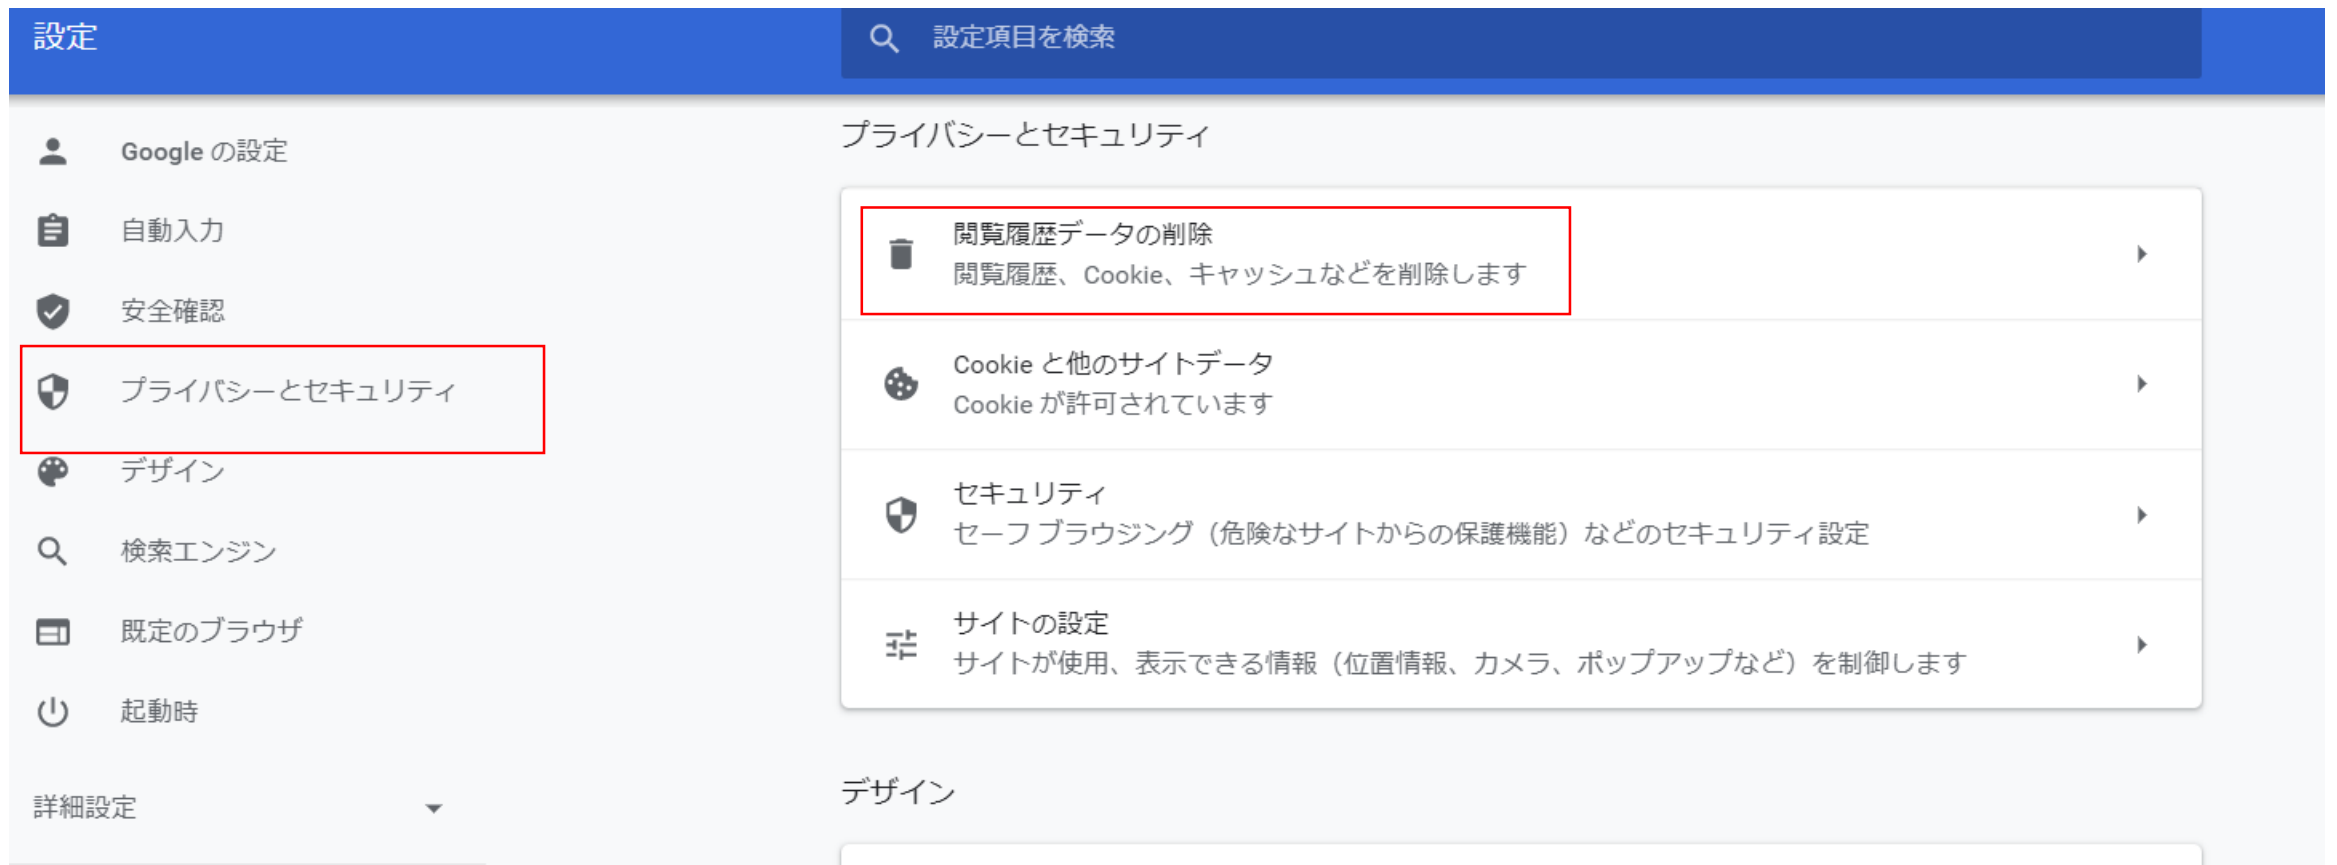 設定
設定項目を検索
Google の設定
自動入力
安全確認
プライバシーとセキュリティ
デザイン
検索エンジン
既定のブラウザ
起動時
詳細設定
プライバシーとセキュリティ
閲覧履歴データの削除
閲覧履歴、Cookie、キャッシュなどを削除します
Cookie と他のサイトデータ
Cookie が許可されています
セキュリティ
セーフ ブラウジング（危険なサイトからの保護機能）などのセキュリティ設定
サイトの設定
サイトが使用、表示できる情報（位置情報、カメラ、ポップアップなど）を制御します
デザイン